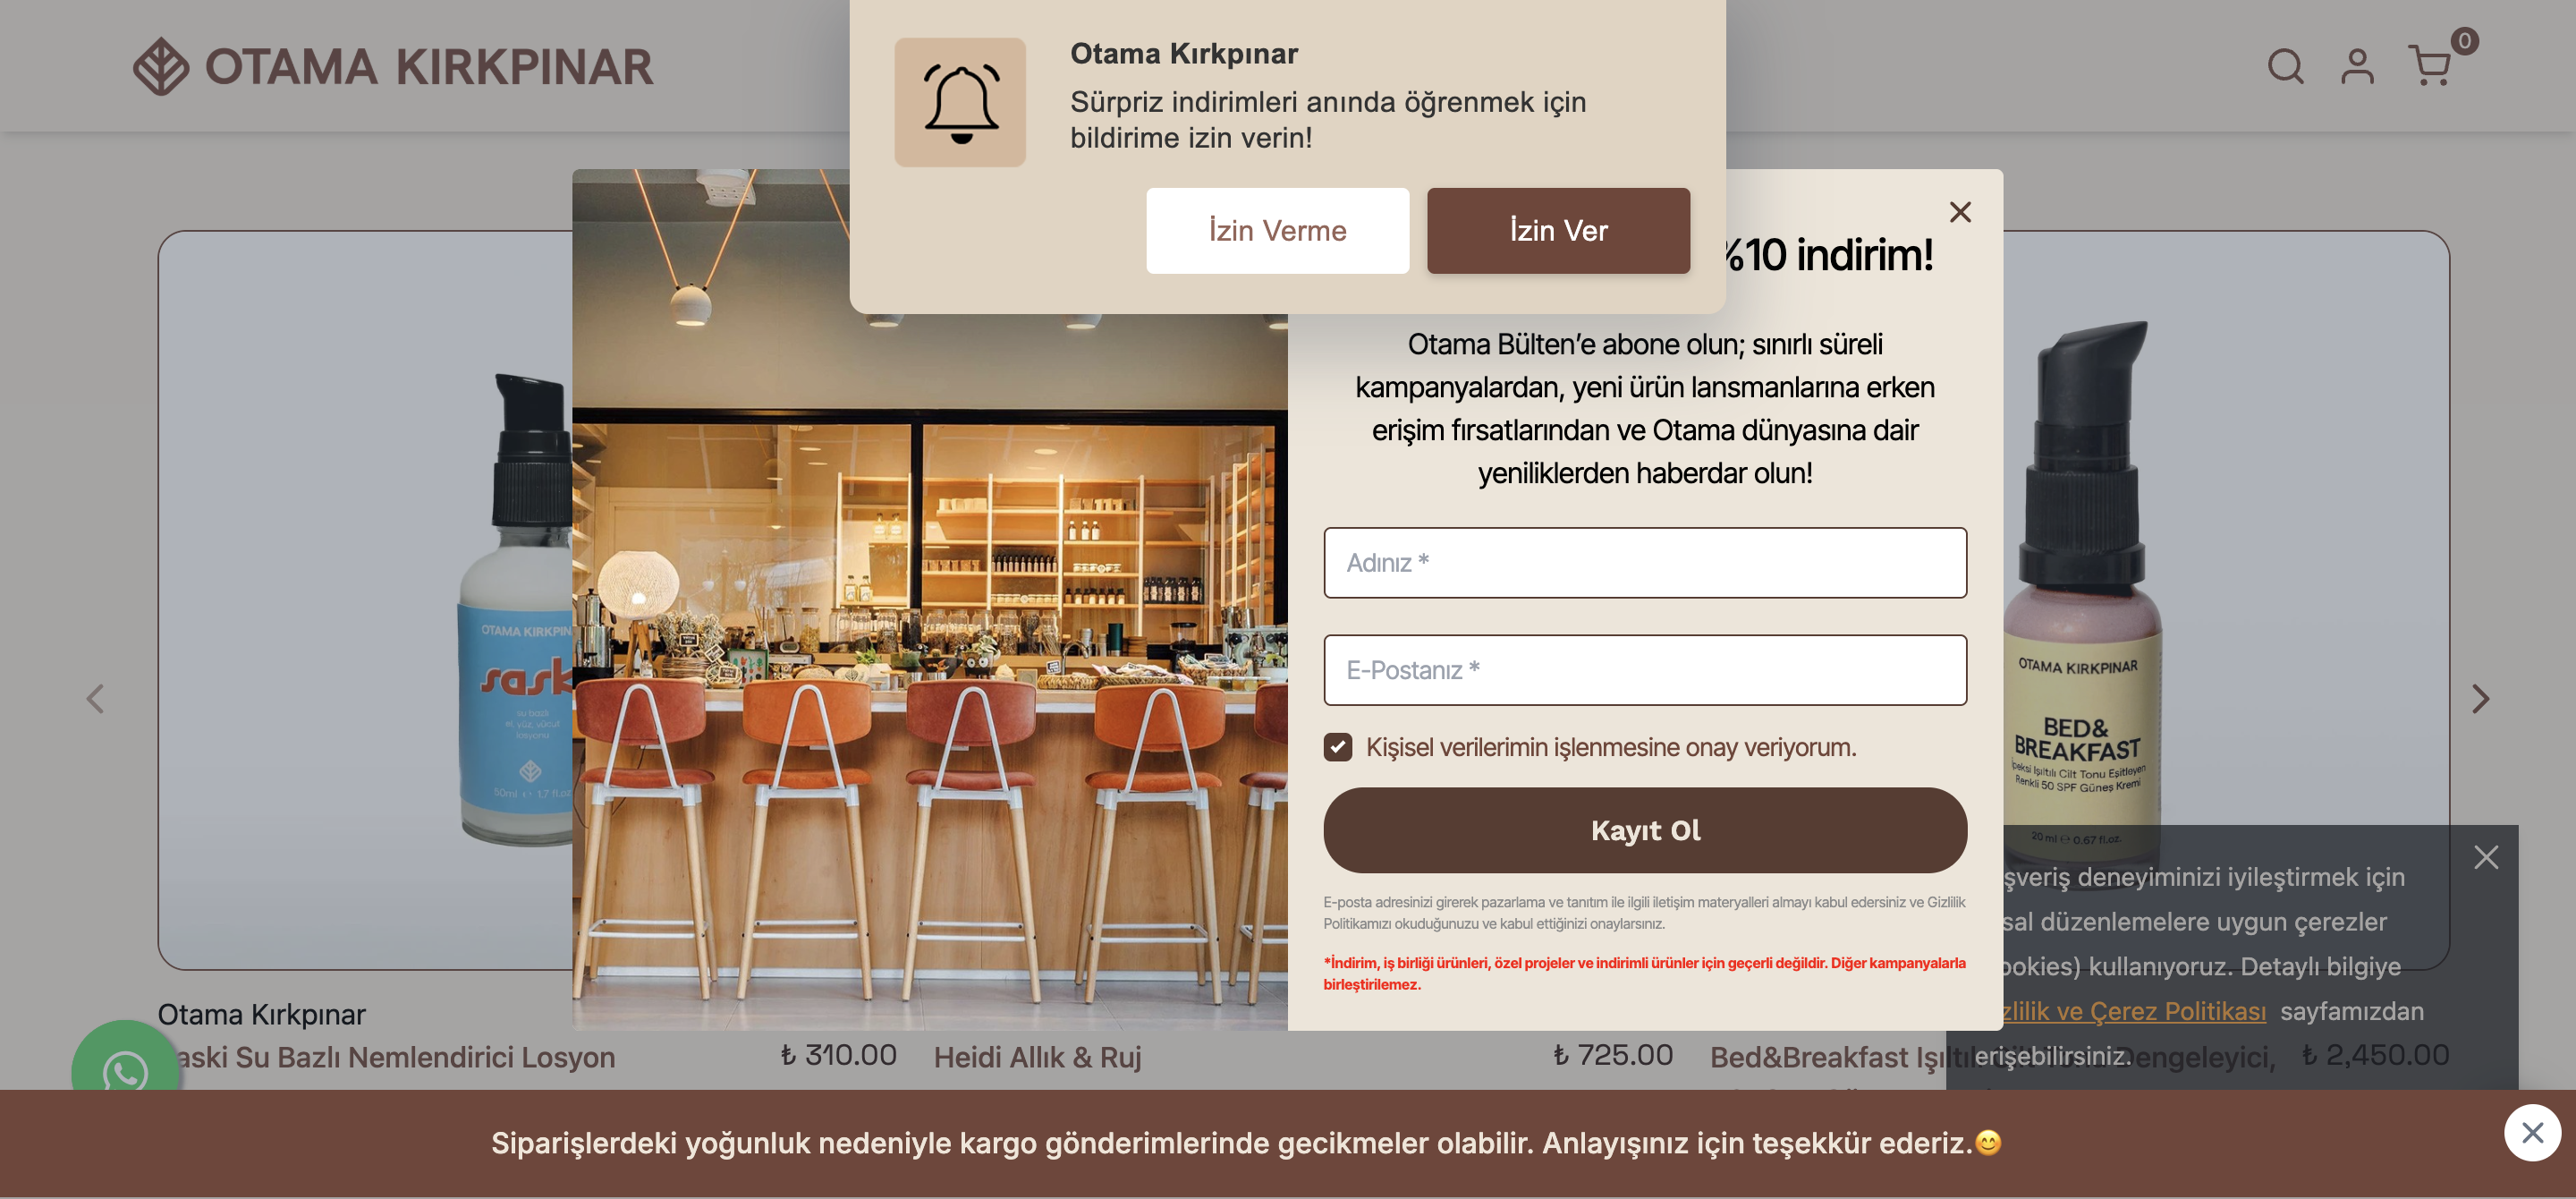 OTAMA KIRKPINAR
0
Otama Kırkpınar
Sürpriz indirimleri anında öğrenmek için
bildirime izin verin!
İzin Verme
İzin Ver
%10 indirim!
Otama Bülten’e abone olun; sınırlı süreli
kampanyalardan, yeni ürün lansmanlarına erken
erişim fırsatlarından ve Otama dünyasına dair
yeniliklerden haberdar olun!
Adınız *
E-Postanız *
Kişisel verilerimin işlenmesine onay veriyorum.
Kayıt Ol
E-posta adresinizi girerek pazarlama ve tanıtım ile ilgili iletişim materyalleri almayı kabul edersiniz ve Gizlilik
Politikamızı okuduğunuzu ve kabul ettiğinizi onaylarsınız.
*İndirim, iş birliği ürünleri, özel projeler ve indirimli ürünler için geçerli değildir. Diğer kampanyalarla
birleştirilemez.
OTAMA KIRKPIN
sask
su bazlı
el, yüz, vücut
losyonu
50ml ℮ 1.7 fl.oz
OTAMA KIRKPINAR
BED&
BREAKFAST
İpeksi Işıltılı Cilt Tonu Eşitleyen
Renkli 50 SPF Güneş Kremi
20 ml ℮ 0.67 fl.oz.
şveriş deneyiminizi iyileştirmek için
sal düzenlemelere uygun çerezler
ookies) kullanıyoruz. Detaylı bilgiye
zlilik ve Çerez Politikası sayfamızdan
erişebilirsiniz.
Otama Kırkpınar
aski Su Bazlı Nemlendirici Losyon
₺ 310.00
Heidi Allık & Ruj
₺ 725.00
Bed&Breakfast Işıltılı Cilt Tonu Dengeleyici,
₺ 2,450.00
Siparişlerdeki yoğunluk nedeniyle kargo gönderimlerinde gecikmeler olabilir. Anlayışınız için teşekkür ederiz.😊